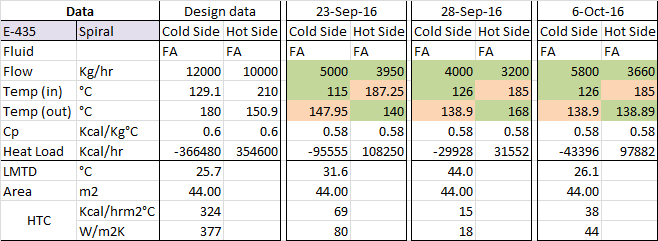 Data Design data 23-Sep-16 28-Sep-16 6-Oct-16
E-435 Spiral Cold Side Hot Side Cold Side Hot Side Cold Side Hot Side Cold Side Hot Side
Fluid FA FA FA FA FA FA FA FA
Flow Kg/hr 12000 10000 5000 3950 4000 3200 5800 3660
Temp (in) °C 129.1 210 115 187.25 126 185 126 185
Temp (out) °C 180 150.9 147.95 140 138.9 168 138.9 138.89
Cp Kcal/Kg°C 0.6 0.6 0.58 0.58 0.58 0.58 0.58 0.58
Heat Load Kcal/hr -366480 354600 -95555 108250 -29928 31552 -43396 97882
LMTD °C 25.7 31.6 44.0 26.1
Area m2 44.00 44.00 44.00 44.00
HTC Kcal/hrm2°C 324 69 15 38
W/m2K 377 80 18 44